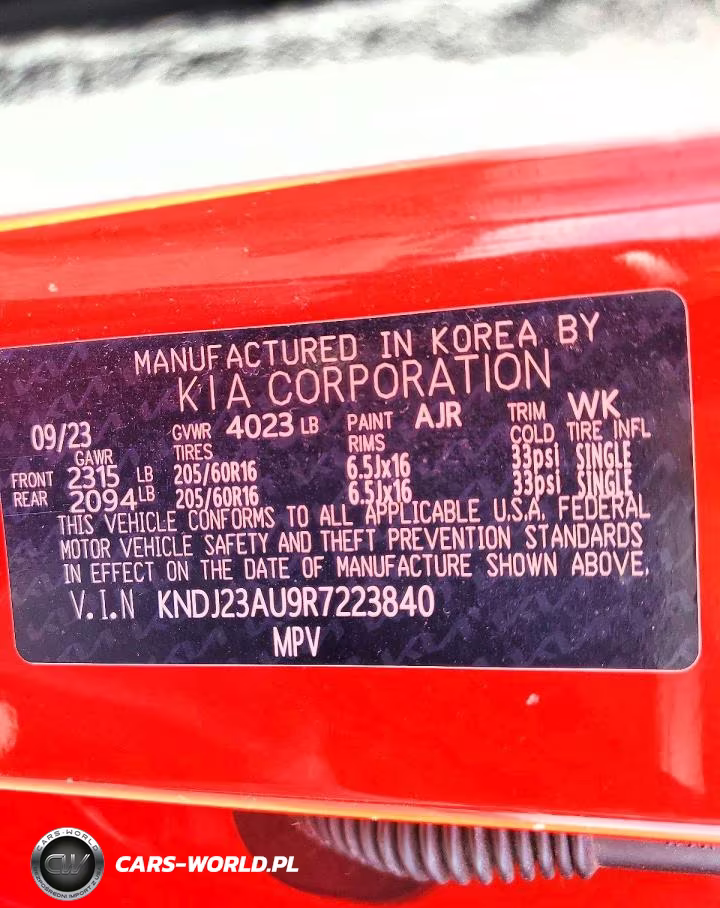 MANUFACTURED IN KOREA BY
KIA CORPORATION
09/23 GVWR 4023 LB PAINT AJR TRIM WK
GAWR TIRES RIMS COLD TIRE INFL
FRONT 2315 LB 205/60R16 6.5Jx16 33psi SINGLE
REAR 2094 LB 205/60R16 6.5Jx16 33psi SINGLE
THIS VEHICLE CONFORMS TO ALL APPLICABLE U.S.A. FEDERAL
MOTOR VEHICLE SAFETY AND THEFT PREVENTION STANDARDS
IN EFFECT ON THE DATE OF MANUFACTURE SHOWN ABOVE.
V.I.N KNDJ23AU9R7223840
MPV
CARS-WORLD
CW
CARS-WORLD.PL